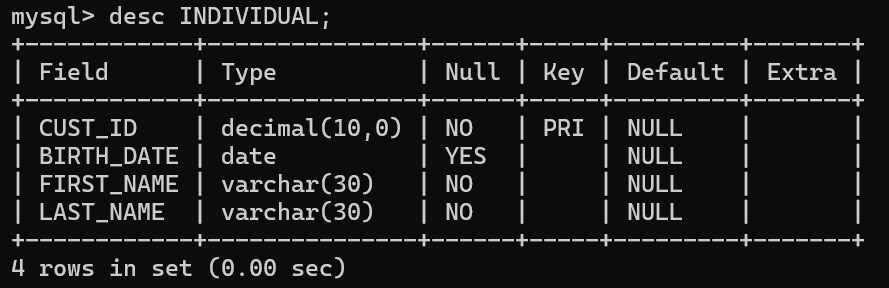 mysql> desc INDIVIDUAL;
+------------+---------------+------+-----+---------+-------+
| Field      | Type          | Null | Key | Default | Extra |
+------------+---------------+------+-----+---------+-------+
| CUST_ID    | decimal(10,0) | NO   | PRI | NULL    |       |
| BIRTH_DATE | date          | YES  |     | NULL    |       |
| FIRST_NAME | varchar(30)   | NO   |     | NULL    |       |
| LAST_NAME  | varchar(30)   | NO   |     | NULL    |       |
+------------+---------------+------+-----+---------+-------+
4 rows in set (0.00 sec)